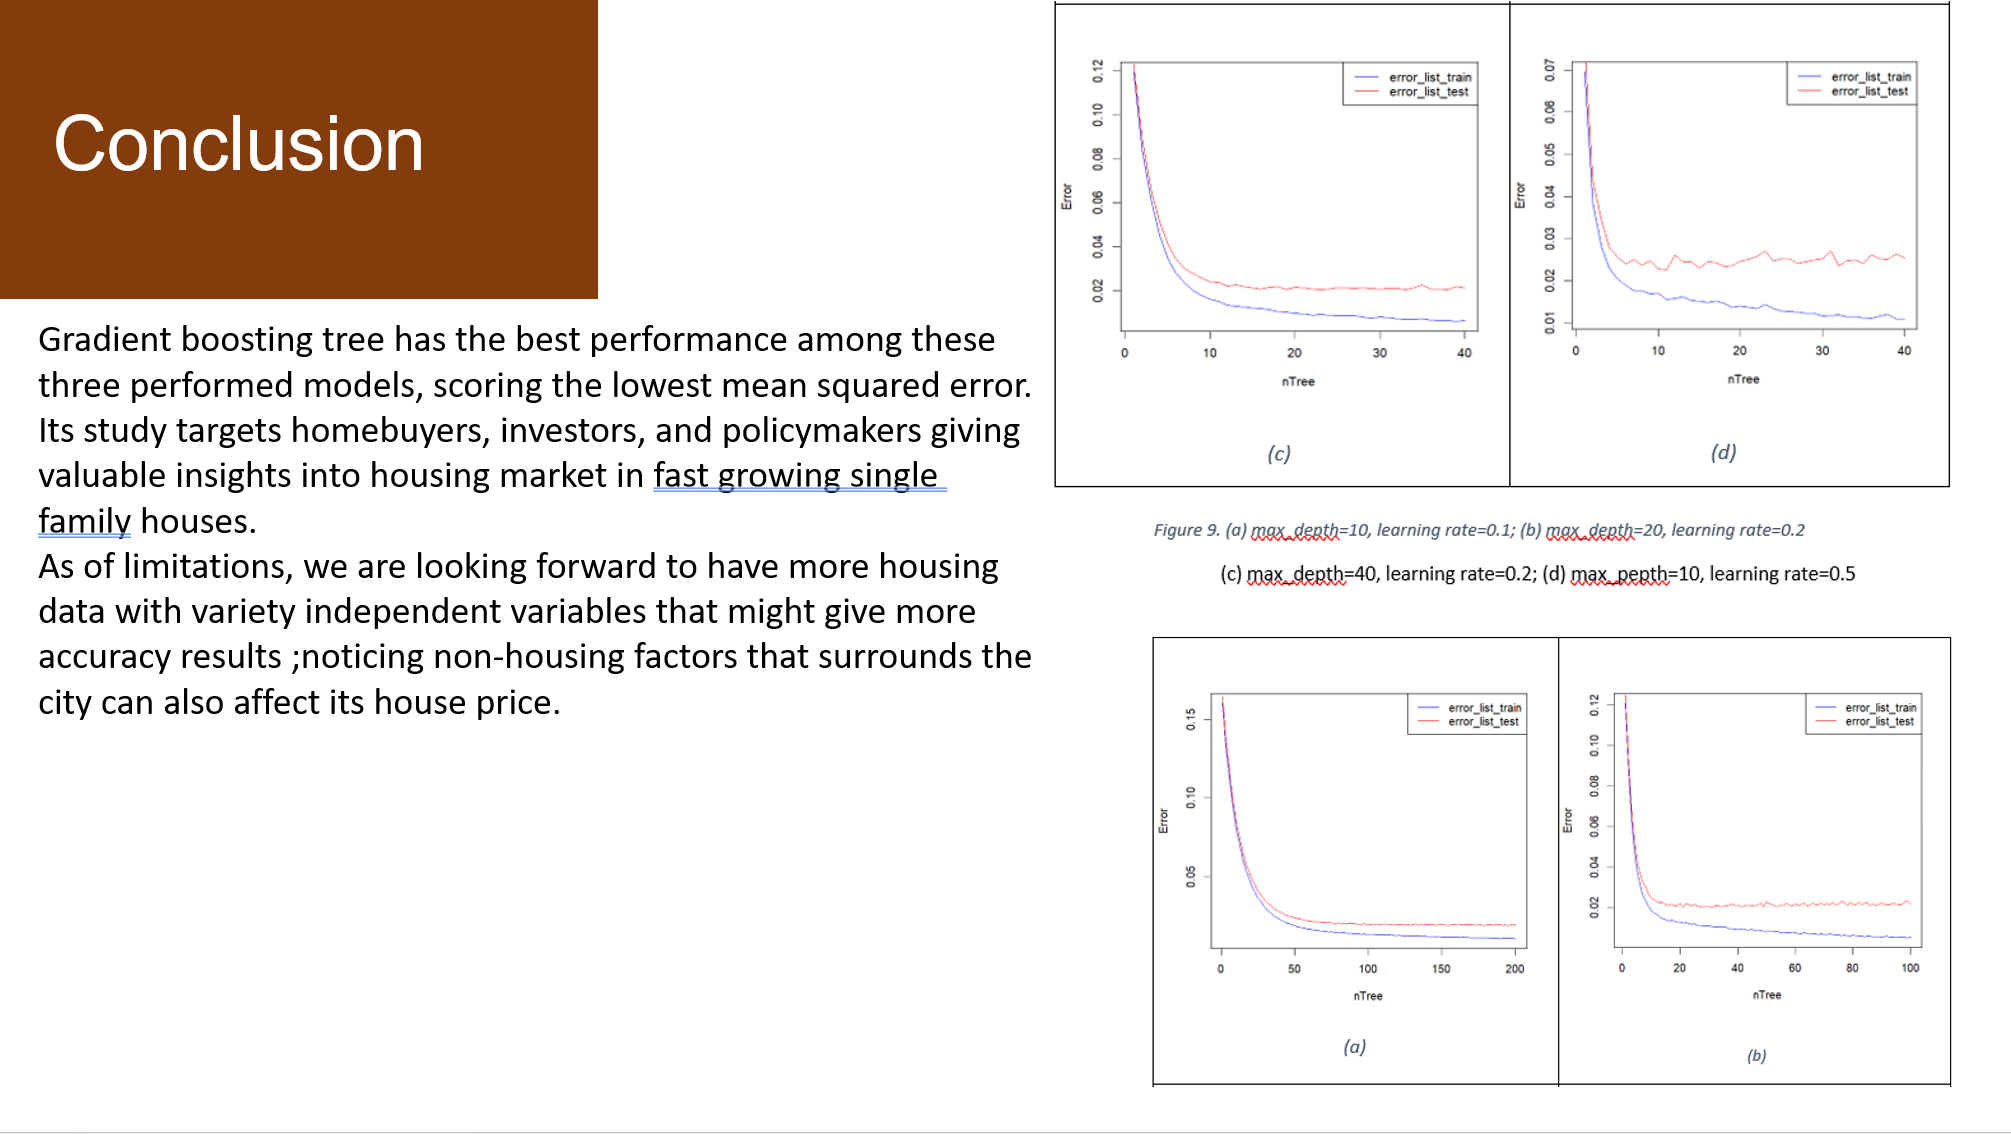 Conclusion
Gradient boosting tree has the best performance among these
three performed models, scoring the lowest mean squared error.
Its study targets homebuyers, investors, and policymakers giving
valuable insights into housing market in fast growing single
family houses.
As of limitations, we are looking forward to have more housing
data with variety independent variables that might give more
accuracy results ;noticing non-housing factors that surrounds the
city can also affect its house price.
error_list_train
error_list_test
Error
0.02 0.04 0.06 0.08 0.10 0.12
0 10 20 30 40
nTree
(c)
error_list_train
error_list_test
Error
0.01 0.02 0.03 0.04 0.05 0.06 0.07
0 10 20 30 40
nTree
(d)
Figure 9. (a) max_depth=10, learning rate=0.1; (b) max_depth=20, learning rate=0.2
(c) max_depth=40, learning rate=0.2; (d) max_pepth=10, learning rate=0.5
error_list_train
error_list_test
Error
0.05 0.10 0.15
0 50 100 150 200
nTree
(a)
error_list_train
error_list_test
Error
0.02 0.04 0.06 0.08 0.10 0.12
0 20 40 60 80 100
nTree
(b)